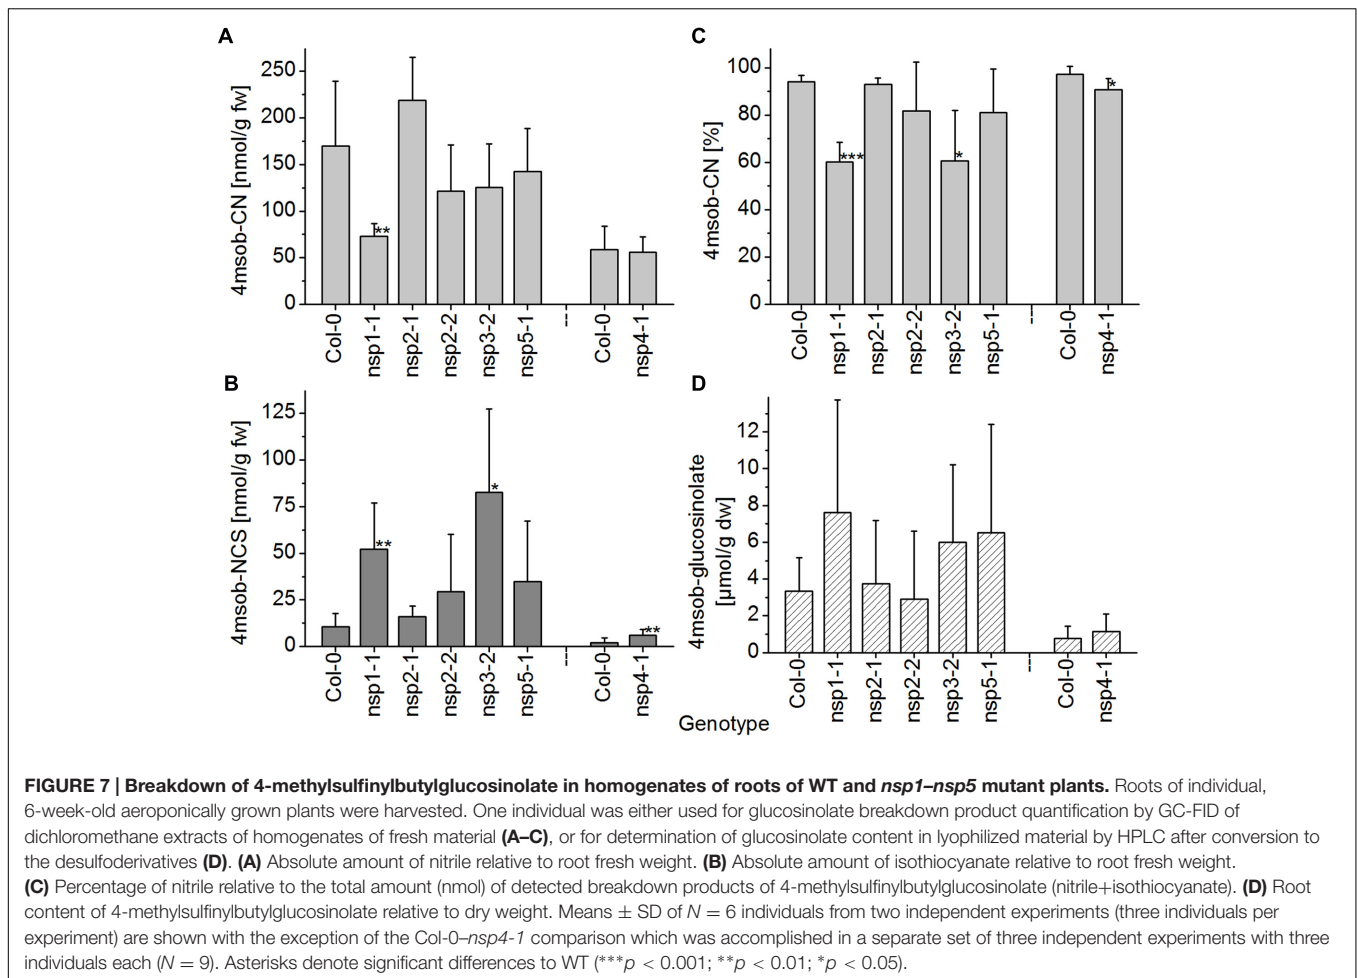 A
4msob-CN [nmol/g fw]
250
200
150
100
50
0
**
Col-0
nsp1-1
nsp2-1
nsp2-2
nsp3-2
nsp5-1
---
Col-0
nsp4-1
C
4msob-CN [%]
100
80
60
40
20
0
***
*
*
Col-0
nsp1-1
nsp2-1
nsp2-2
nsp3-2
nsp5-1
---
Col-0
nsp4-1
B
4msob-NCS [nmol/g fw]
125
100
75
50
25
0
**
*
**
Col-0
nsp1-1
nsp2-1
nsp2-2
nsp3-2
nsp5-1
---
Col-0
nsp4-1
D
4msob-glucosinolate
[µmol/g dw]
12
10
8
6
4
2
0
Col-0
nsp1-1
nsp2-1
nsp2-2
nsp3-2
nsp5-1
---
Col-0
nsp4-1
Genotype
FIGURE 7 | Breakdown of 4-methylsulfinylbutylglucosinolate in homogenates of roots of WT and nsp1–nsp5 mutant plants. Roots of individual,
6-week-old aeroponically grown plants were harvested. One individual was either used for glucosinolate breakdown product quantification by GC-FID of
dichloromethane extracts of homogenates of fresh material (A–C), or for determination of glucosinolate content in lyophilized material by HPLC after conversion to
the desulfoderivatives (D). (A) Absolute amount of nitrile relative to root fresh weight. (B) Absolute amount of isothiocyanate relative to root fresh weight.
(C) Percentage of nitrile relative to the total amount (nmol) of detected breakdown products of 4-methylsulfinylbutylglucosinolate (nitrile+isothiocyanate). (D) Root
content of 4-methylsulfinylbutylglucosinolate relative to dry weight. Means ± SD of N = 6 individuals from two independent experiments (three individuals per
experiment) are shown with the exception of the Col-0–nsp4-1 comparison which was accomplished in a separate set of three independent experiments with three
individuals each (N = 9). Asterisks denote significant differences to WT (***p < 0.001; **p < 0.01; *p < 0.05).